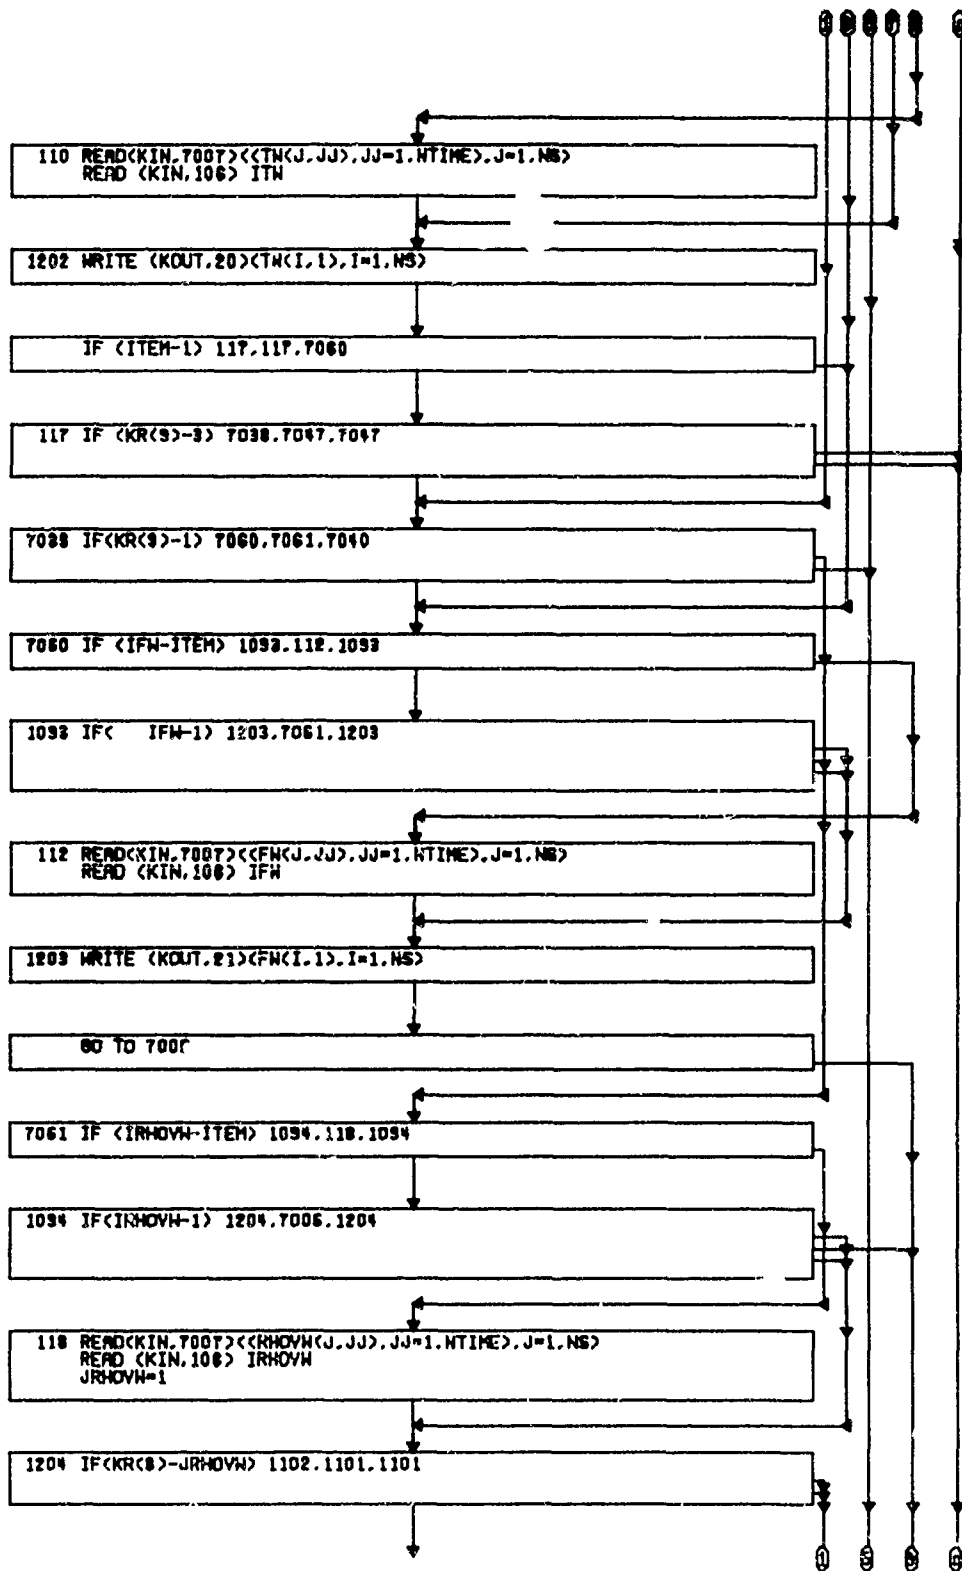 110 READ(KIN,7007)((TW(J,JJ),JJ=1,NTIME),J=1,NS)
READ (KIN,106) ITW
1202 WRITE (KOUT,20)(TW(I,1),I=1,NS)
IF (ITEM-1) 117,117,7060
117 IF (KR(9)-3) 7038,7047,7047
7038 IF(KR(9)-1) 7060,7061,7040
7060 IF (IFW-ITEM) 1093,112,1093
1093 IF( IFW-1) 1203,7061,1203
112 READ(KIN,7007)((FW(J,JJ),JJ=1,NTIME),J=1,NS)
READ (KIN,106) IFW
1203 WRITE (KOUT,21)(FW(I,1),I=1,NS)
GO TO
7061 IF (IRHOVW-ITEM) 1094,118,1094
1094 IF(IRHOVW-1) 1204,7006,1204
118 READ(KIN,7007)((RHOVW(J,JJ),JJ=1,NTIME),J=1,NS)
READ (KIN,106) IRHOVW
JRHOVW=1
1204 IF(KR(8)-JRHOVW) 1102,1101,1101